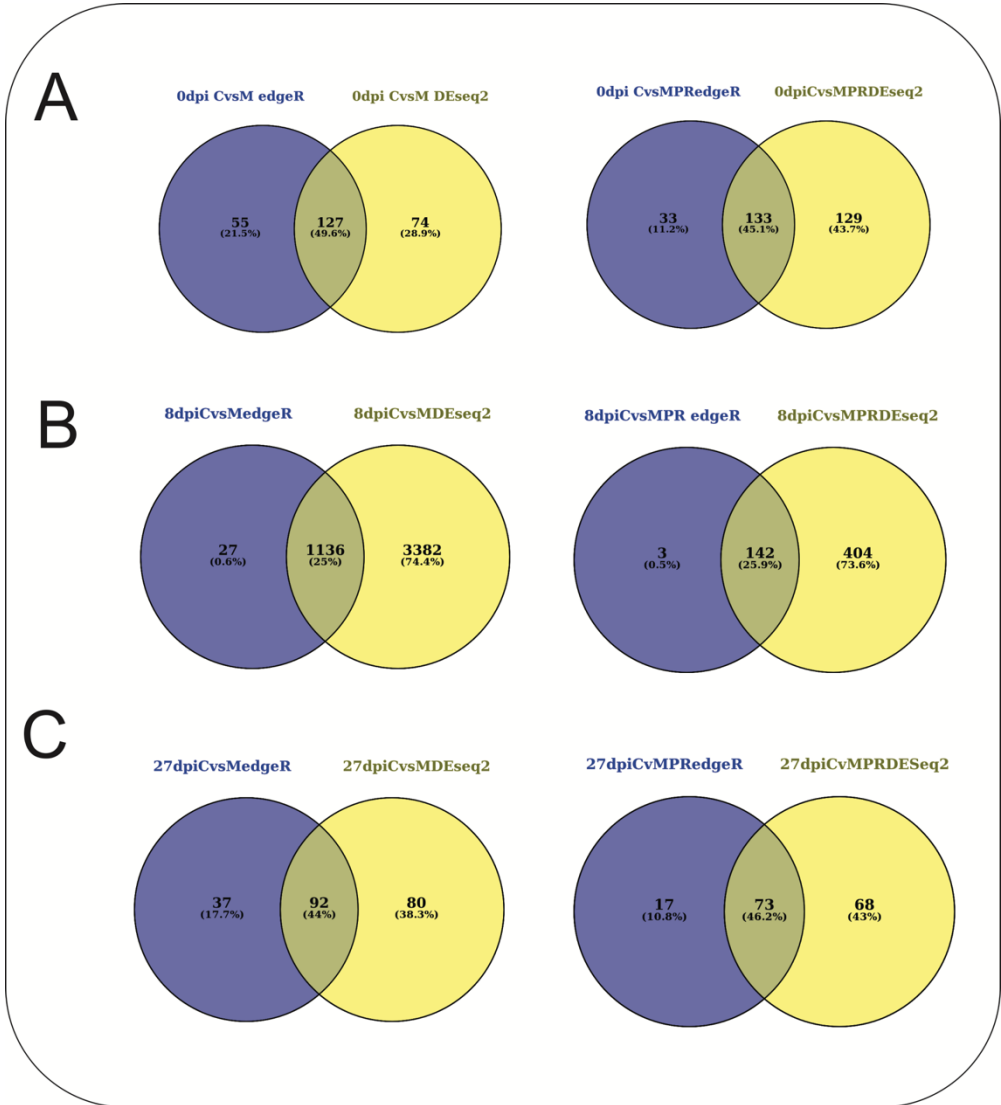 A
0dpi CvsM edgeR 0dpi CvsM DEseq2
55 127 74
(21.5%) (49.6%) (28.9%)
0dpi CvsMPRedgeR 0dpiCvsMPRDEseq2
33 133 129
(11.2%) (45.1%) (43.7%)
B
8dpiCvsMedgeR 8dpiCvsMDEseq2
27 1136 3382
(0.6%) (25%) (74.4%)
8dpiCvsMPR edgeR 8dpiCvsMPRDEseq2
3 142 404
(0.5%) (25.9%) (73.6%)
C
27dpiCvsMedgeR 27dpiCvsMDEseq2
37 92 80
(17.7%) (44%) (38.3%)
27dpiCvMPRedgeR 27dpiCvMPRDESeq2
17 73 68
(10.8%) (46.2%) (43%)